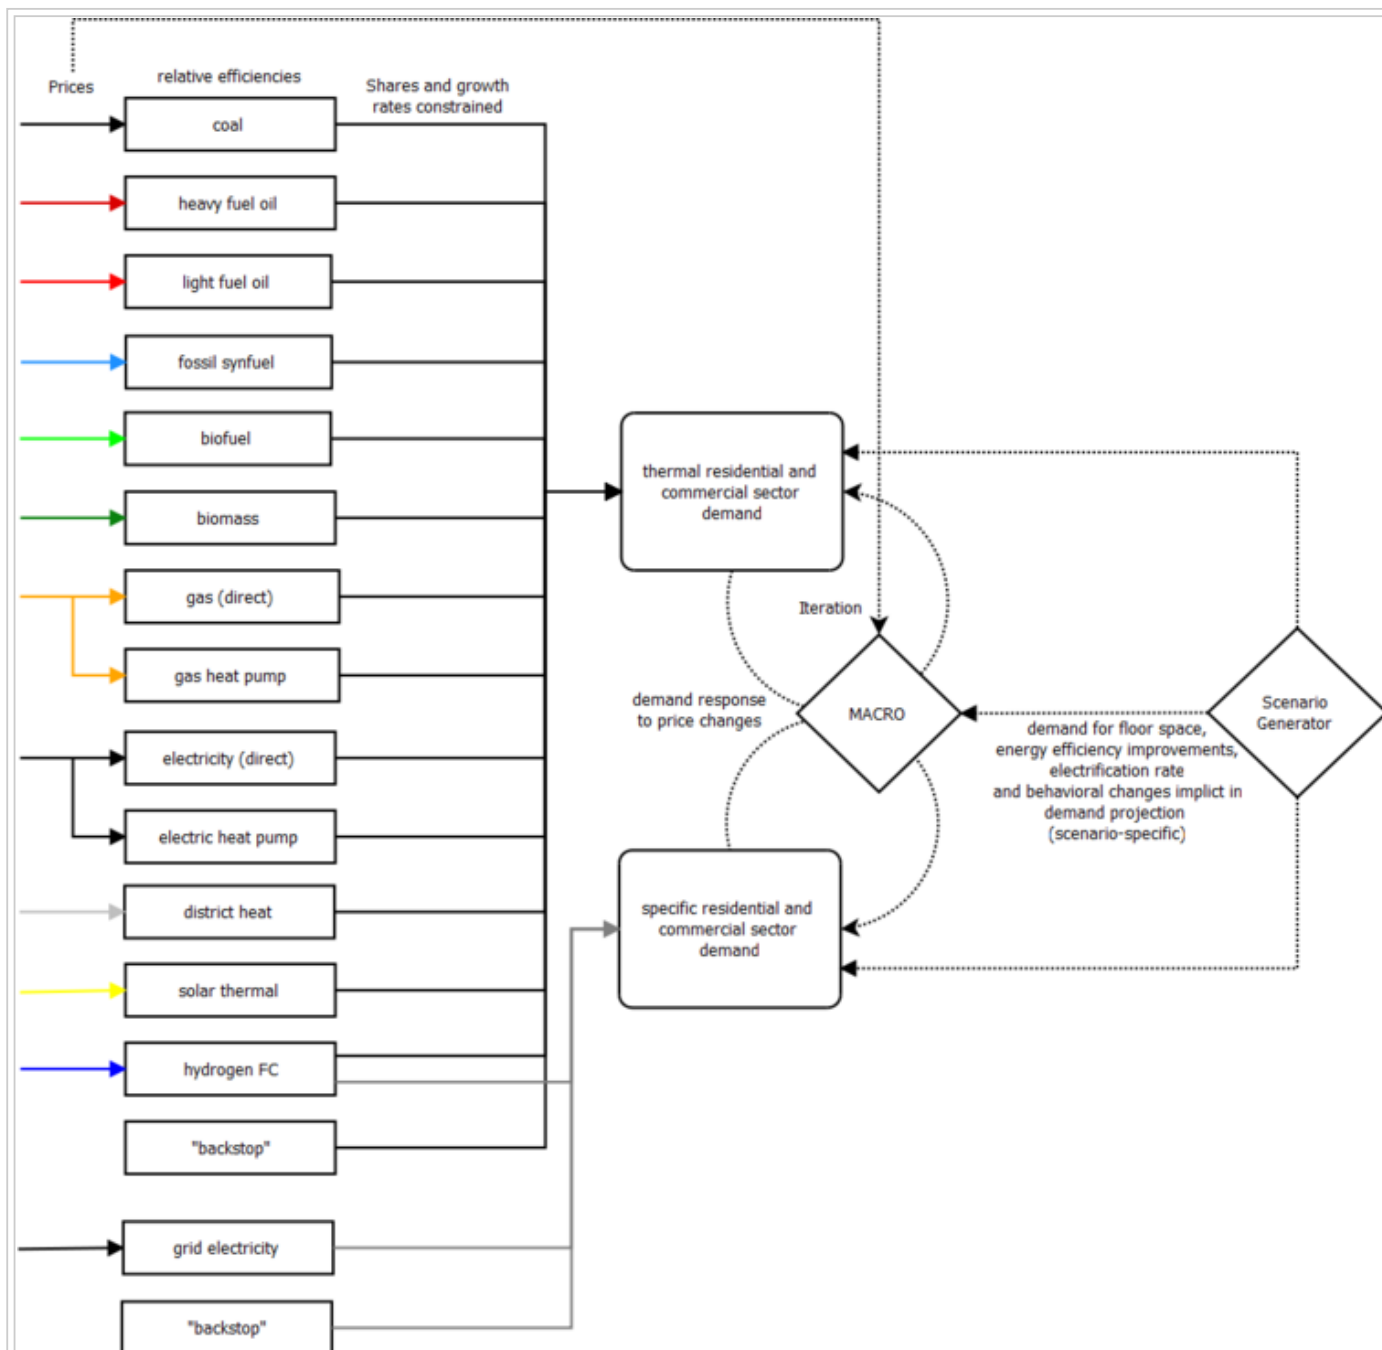 Prices
relative efficiencies
Shares and growth
rates constrained
coal
heavy fuel oil
light fuel oil
fossil synfuel
biofuel
biomass
gas (direct)
gas heat pump
electricity (direct)
electric heat pump
district heat
solar thermal
hydrogen FC
"backstop"
grid electricity
"backstop"
thermal residential and
commercial sector
demand
Iteration
demand response
to price changes
MACRO
specific residential and
commercial sector
demand
Scenario
Generator
demand for floor space,
energy efficiency improvements,
electrification rate
and behavioral changes implict in
demand projection
(scenario-specific)